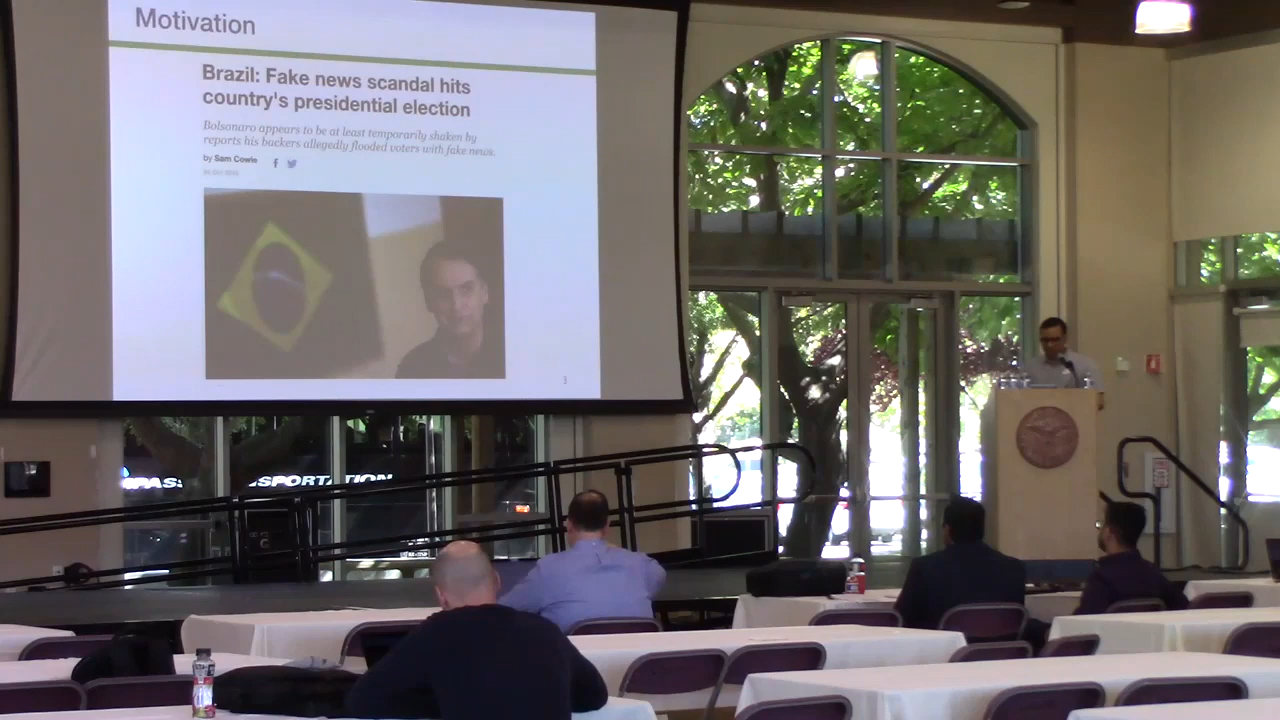 Motivation
Brazil: Fake news scandal hits
country's presidential election
Bolsonaro appears to be at least temporarily shaken by
reports his backers allegedly flooded voters with fake news.
by Sam Cowie
3